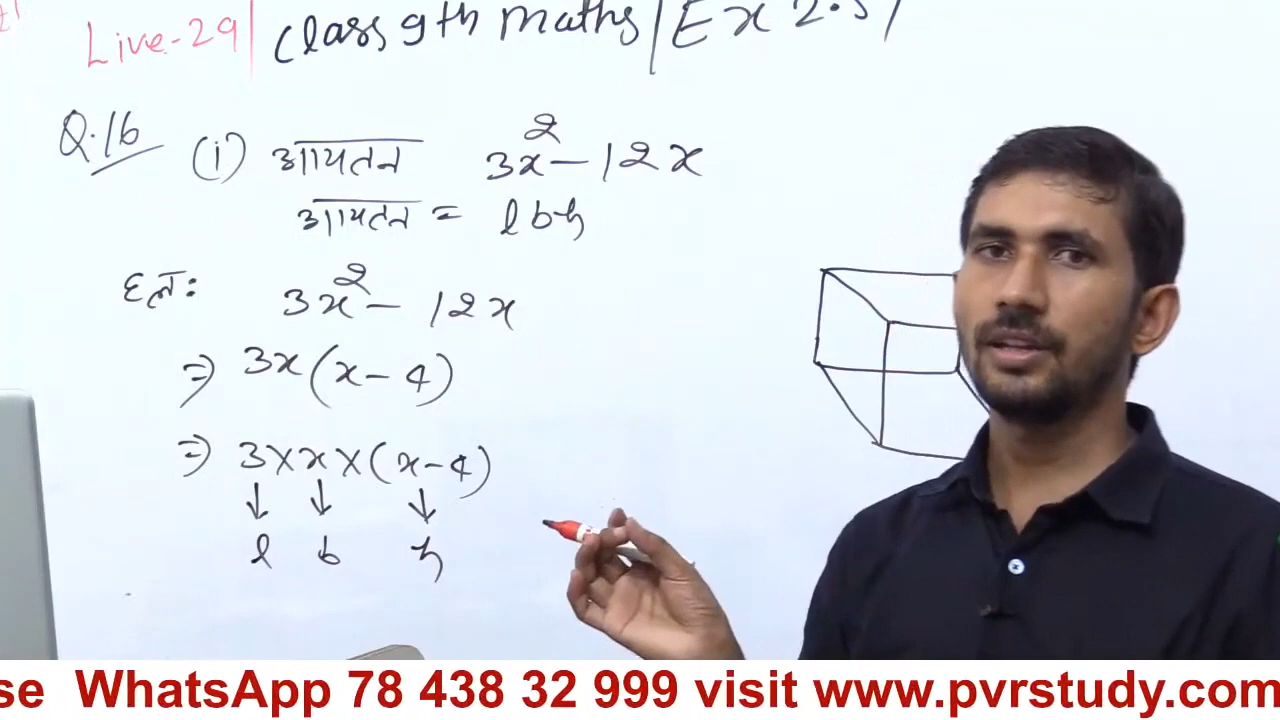 Live-29| Class 9th Maths | Ex 2.5 |
Q.16 (i) आयतन 3x² - 12x
आयतन = lbh
हलः 3x² - 12x
⇒ 3x(x-4)
⇒ 3×x×(x-4)
↓ ↓ ↓
l b h
se WhatsApp 78 438 32 999 visit www.pvrstudy.com